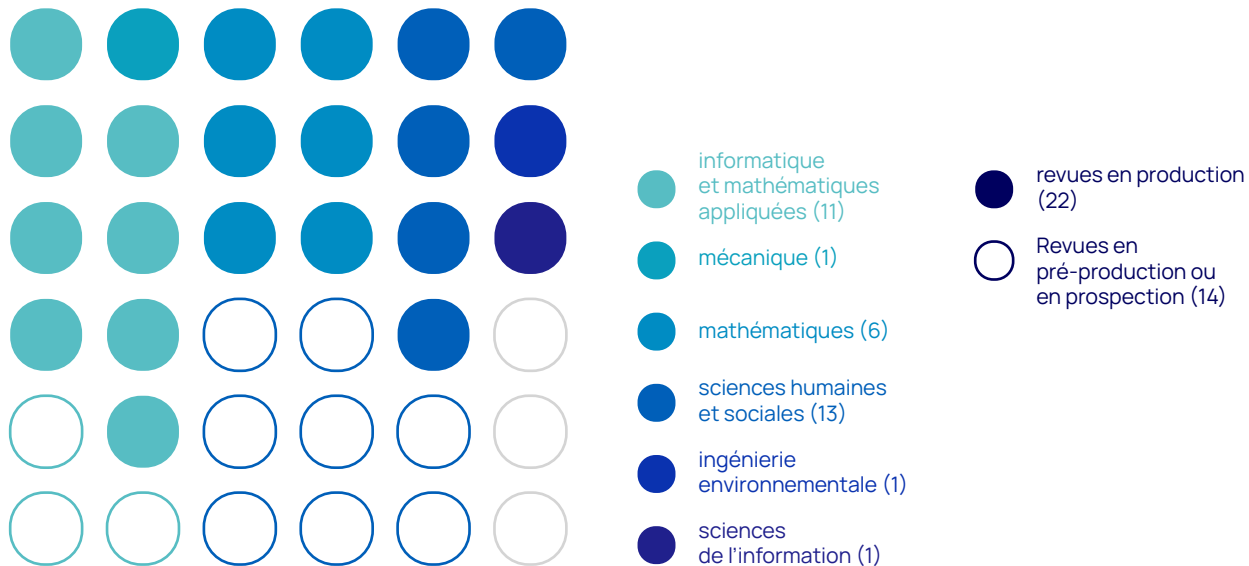 informatique
et mathématiques
appliquées (11)
mécanique (1)
mathématiques (6)
sciences humaines
et sociales (13)
ingénierie
environnementale (1)
sciences
de l'information (1)
revues en production
(22)
Revues en
pré-production ou
en prospection (14)